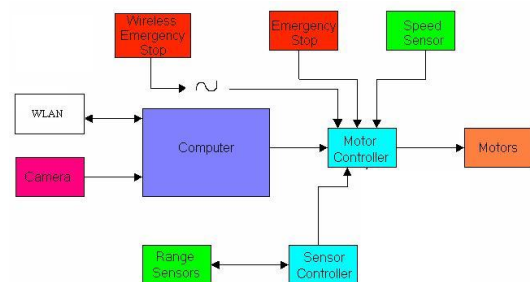 Wireless
Emergency
Stop
Emergency
Stop
Speed
Sensor
WLAN
Computer
Motor
Controller
Motors
Camera
Range
Sensors
Sensor
Controller